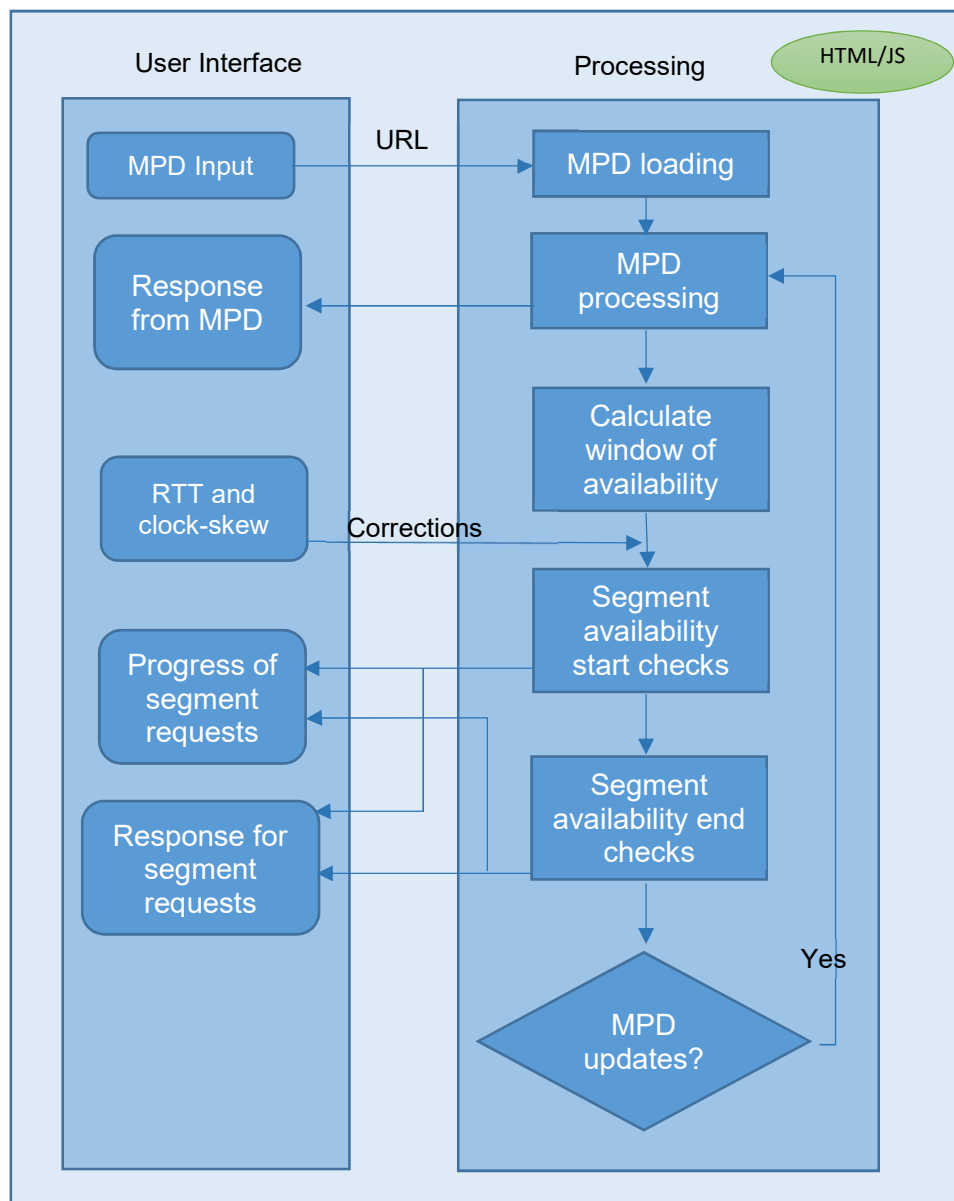 User Interface
Processing
HTML/JS
MPD Input
URL
MPD loading
Response
from MPD
MPD
processing
Calculate
window of
availability
RTT and
clock-skew
Corrections
Segment
availability
start checks
Progress of
segment
requests
Segment
availability end
checks
Response for
segment
requests
Yes
MPD
updates?